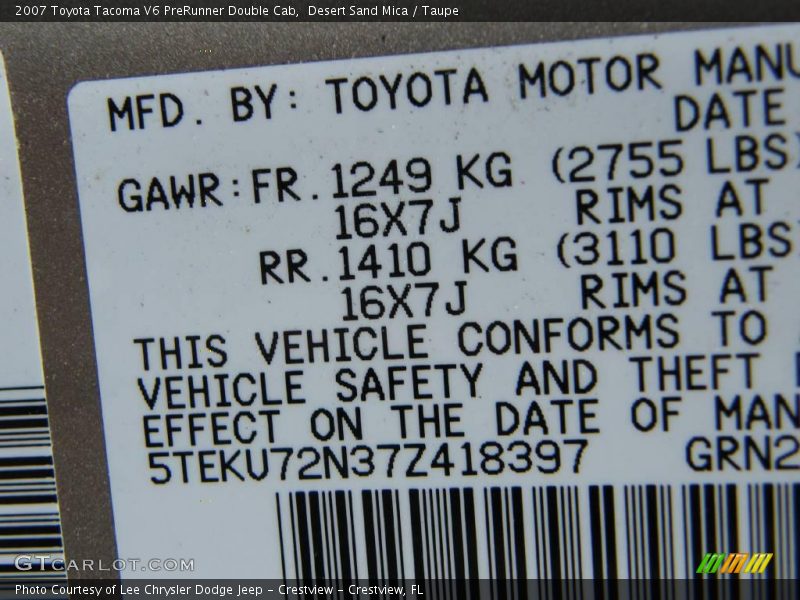 2007 Toyota Tacoma V6 PreRunner Double Cab, Desert Sand Mica / Taupe
MFD. BY: TOYOTA MOTOR MANU
DATE
GAWR:FR.1249 KG (2755 LBS)
16X7J RIMS AT
RR.1410 KG (3110 LBS)
16X7J RIMS AT
THIS VEHICLE CONFORMS TO
VEHICLE SAFETY AND THEFT
EFFECT ON THE DATE OF MAN
5TEKU72N37Z418397 GRN2
GTCARLOT.COM
Photo Courtesy of Lee Chrysler Dodge Jeep - Crestview - Crestview, FL